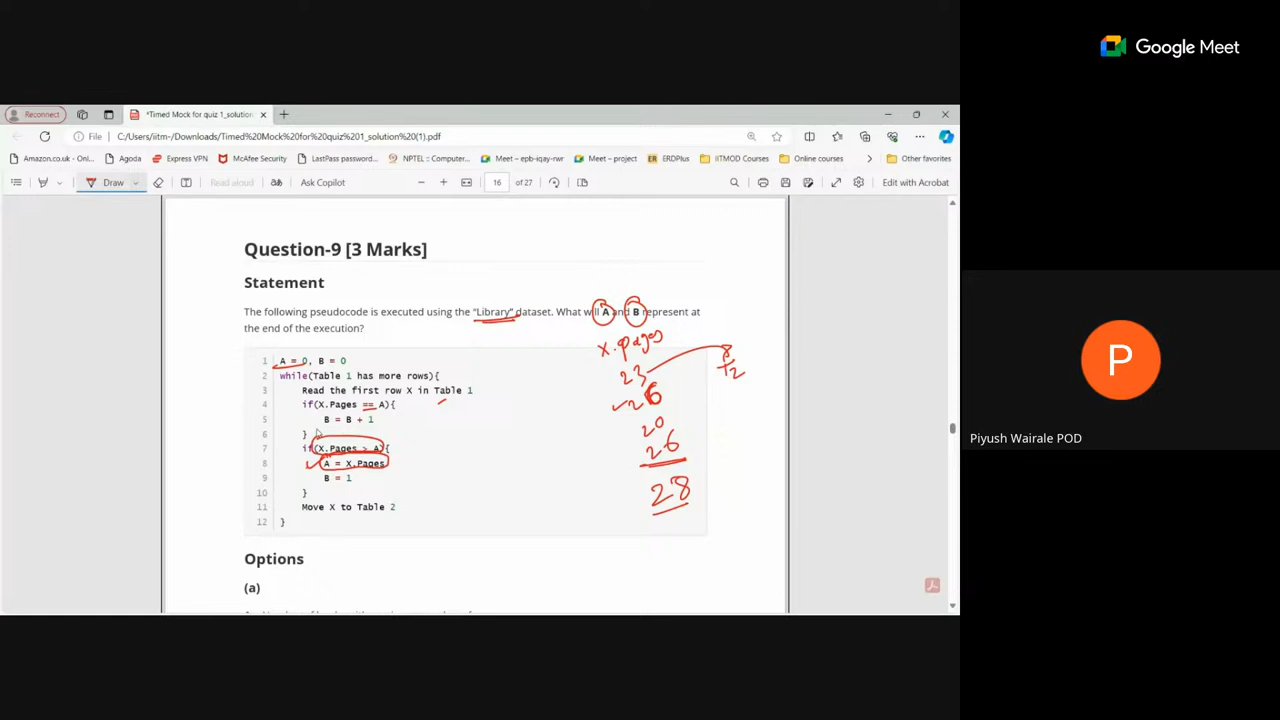 Google Meet
Reconnect
*Timed Mock for quiz 1_solution
File
C:/Users/iitm-/Downloads/Timed%20Mock%20for%20quiz%201_solution%20(1).pdf
Amazon.co.uk - Onl...
Agoda
Express VPN
McAfee Security
LastPass password...
NPTEL :: Computer...
Meet – epb-iqay-rwr
Meet – project
ERDPlus
IITMOD Courses
Online courses
Other favorites
Draw
Read aloud
Ask Copilot
16 of 27
Edit with Acrobat
Question-9 [3 Marks]
Statement
The following pseudocode is executed using the "Library" dataset. What will A and B represent at
the end of the execution?
1 A = 0, B = 0
2 while(Table 1 has more rows){
3 Read the first row X in Table 1
4 if(X.Pages == A){
5 B = B + 1
6 }
7 if(X.Pages > A){
8 A = X.Pages
9 B = 1
10 }
11 Move X to Table 2
12 }
x.pages
23
26
20
26
28
Options
(a)
P
Piyush Wairale POD